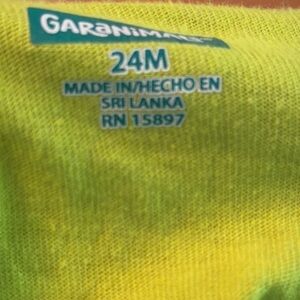 GARANIMALS
24M
MADE IN/HECHO EN
SRI LANKA
RN 15897